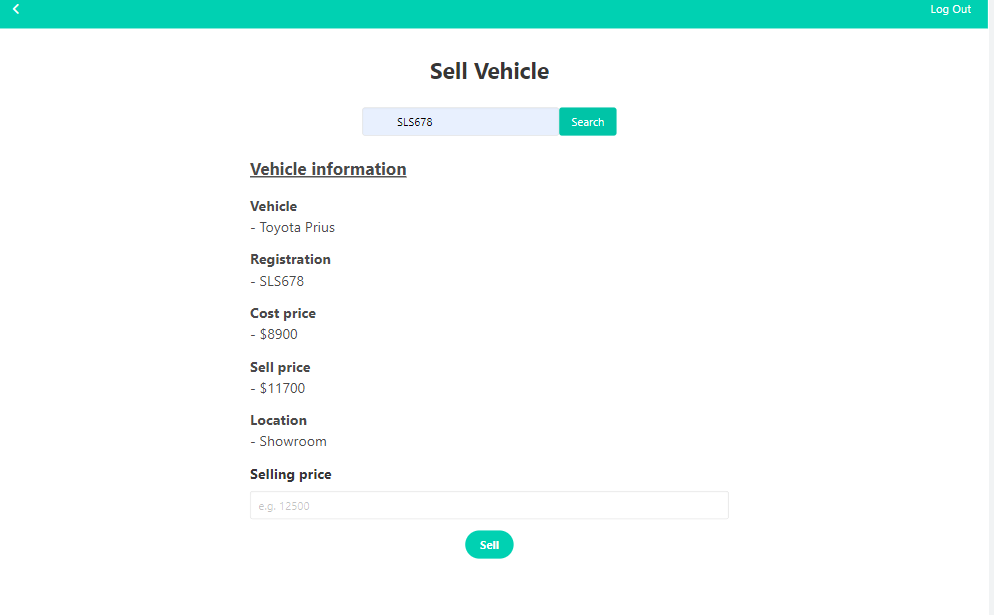 Log Out
Sell Vehicle
SLS678 Search
Vehicle information
Vehicle
- Toyota Prius
Registration
- SLS678
Cost price
- $8900
Sell price
- $11700
Location
- Showroom
Selling price
e.g. 12500
Sell